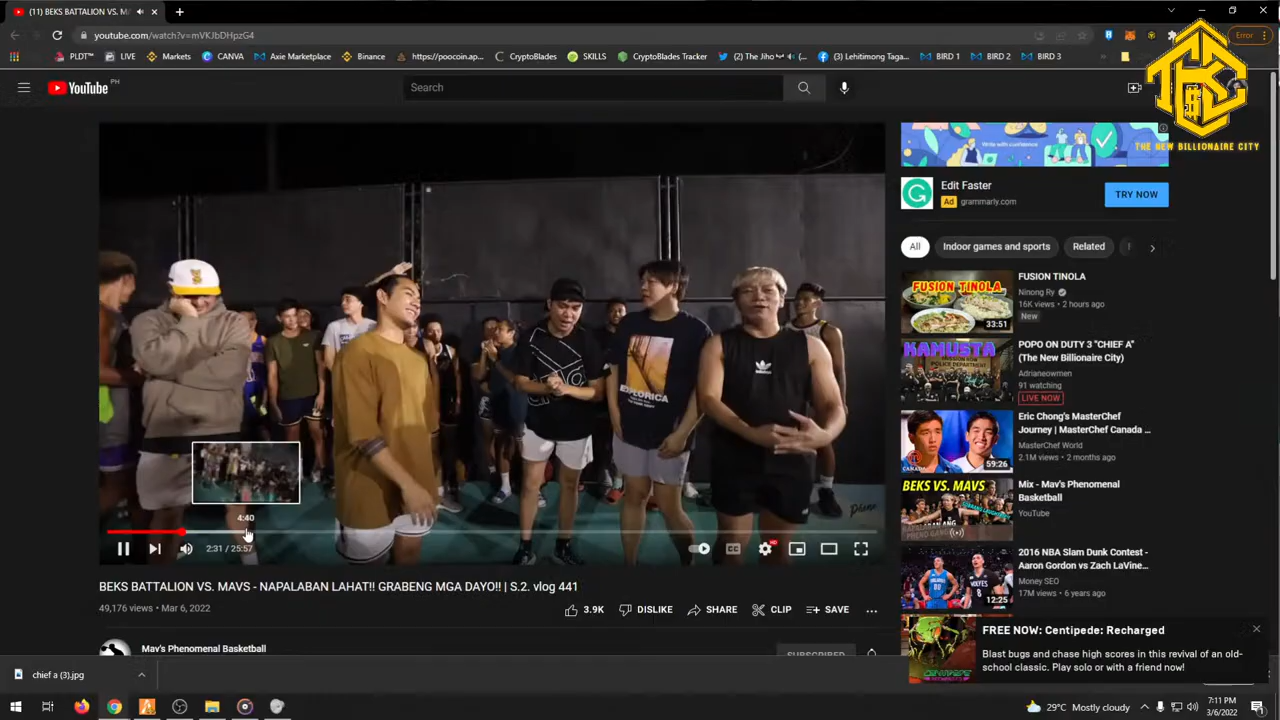 (11) BEKS BATTALION VS. M
youtube.com/watch?v=mVKJbDHpzG4
Error
PLDT™
LIVE
Markets
CANVA
Axie Marketplace
Binance
https://poocoin.ap...
CryptoBlades
SKILLS
CryptoBlades Tracker
(2) The Jiho
(3) Lehitimong Taga...
BIRD 1
BIRD 2
BIRD 3
THE NEW BILLIONAIRE CITY
YouTube PH
Search
Write with confidence
Edit Faster
Ad grammarly.com
TRY NOW
All
Indoor games and sports
Related
FUSION TINOLA
33:51
FUSION TINOLA
Ninong Ry
16K views • 2 hours ago
New
KAMUSTA
POPO ON DUTY 3 "CHIEF A"
(The New Billionaire City)
Adrianeowmen
91 watching
LIVE NOW
59:26
Eric Chong's MasterChef
Journey | MasterChef Canada ...
MasterChef World
2.1M views • 2 months ago
BEKS VS. MAVS
Mix - Mav's Phenomenal
Basketball
YouTube
12:25
2016 NBA Slam Dunk Contest -
Aaron Gordon vs Zach LaVine...
Money SEO
17M views • 6 years ago
EXPLORICA
4:40
2:31 / 25:57
HD
BEKS BATTALION VS. MAVS - NAPALABAN LAHAT!! GRABENG MGA DAYO!! | S.2. vlog 441
49,176 views • Mar 6, 2022
3.9K
DISLIKE
SHARE
CLIP
SAVE
...
Mav's Phenomenal Basketball
SUBSCRIBED
FREE NOW: Centipede: Recharged
Blast bugs and chase high scores in this revival of an old-
school classic. Play solo or with a friend now!
chief a (3).jpg
29°C Mostly cloudy
7:11 PM
3/6/2022